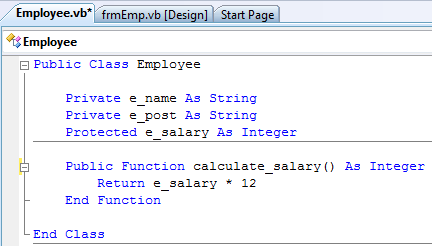 Employee.vb* frmEmp.vb [Design] Start Page
Employee
Public Class Employee
Private e_name As String
Private e_post As String
Protected e_salary As Integer
Public Function calculate_salary() As Integer
Return e_salary * 12
End Function
End Class